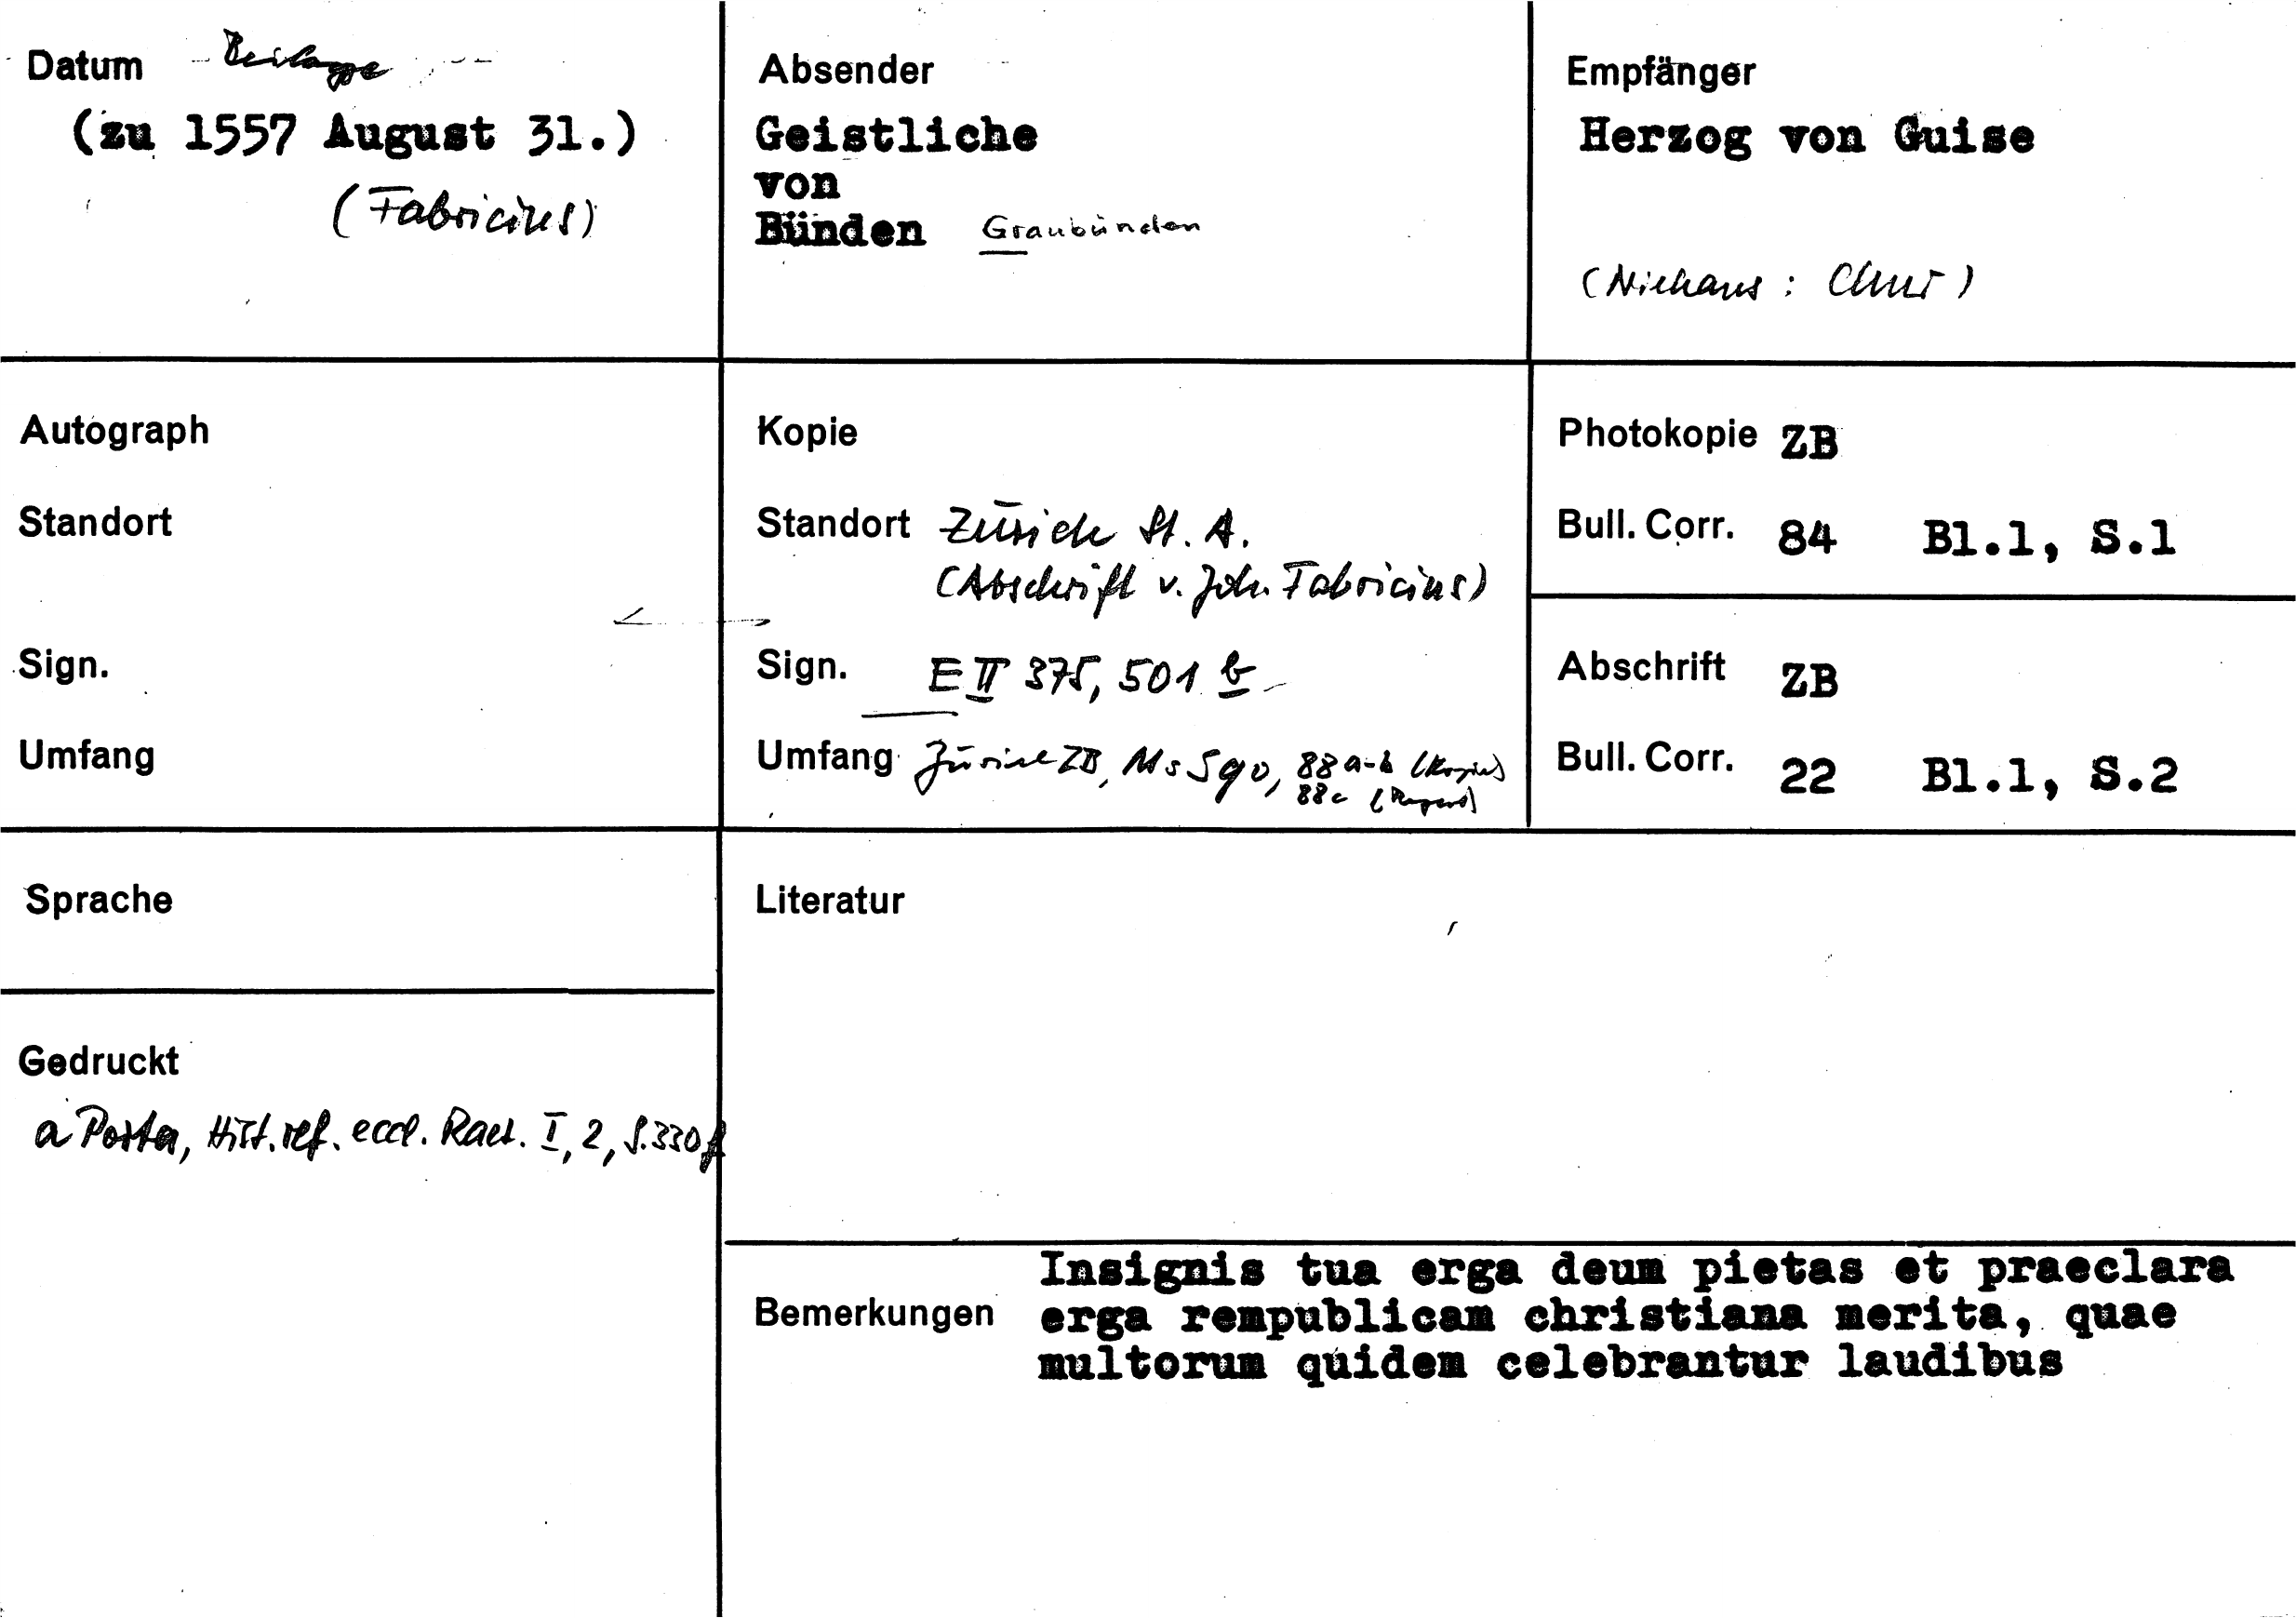 Datum Beilage
(zu 1557 August 31.)
(Fabricius)
Absender
Geistliche
von
Bünden Graubünden
Empfänger
Herzog von Guise
(Niehans: Chur)
Autograph
Standort
Sign.
Umfang
Kopie
Standort Zürich St. A.
(Abschrift v. Joh. Fabricius)
Sign. E II 375, 501 b
Umfang Zürich ZB, Ms S 90, 88 a-b (Kopie)
88c (Regest)
Photokopie ZB
Bull. Corr. 84 Bl.1, S.1
Abschrift ZB
Bull. Corr. 22 Bl.1, S.2
Sprache
Gedruckt
a Porta, Hist. ref. eccl. Raet. I, 2, S. 330 f
Literatur
Bemerkungen
Insignis tua erga deum pietas et praeclara
erga rempublicam christiana merita, quae
multorum quidem celebrantur laudibus